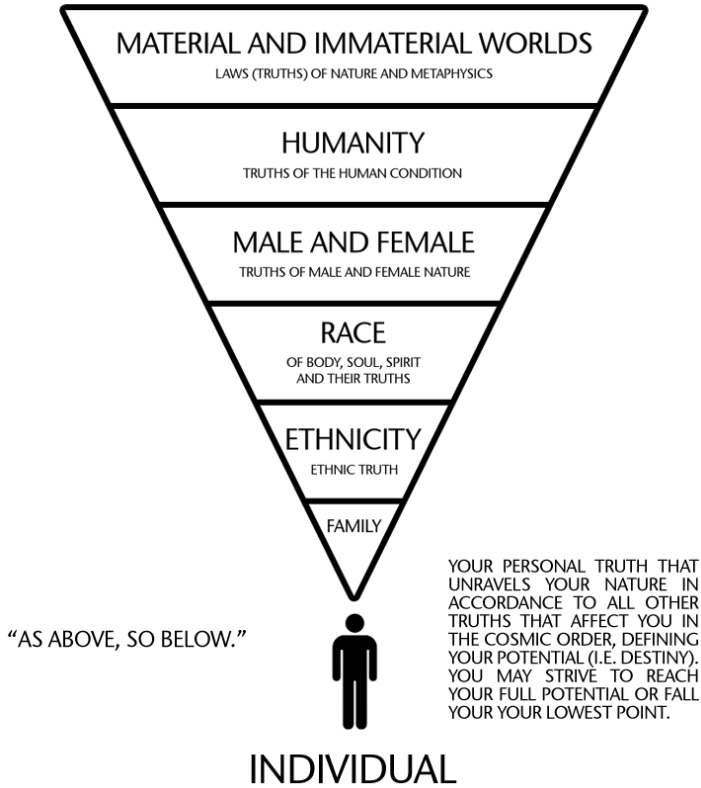 MATERIAL AND IMMATERIAL WORLDS
LAWS (TRUTHS) OF NATURE AND METAPHYSICS
HUMANITY
TRUTHS OF THE HUMAN CONDITION
MALE AND FEMALE
TRUTHS OF MALE AND FEMALE NATURE
RACE
OF BODY, SOUL, SPIRIT
AND THEIR TRUTHS
ETHNICITY
ETHNIC TRUTH
FAMILY
YOUR PERSONAL TRUTH THAT
UNRAVELS YOUR NATURE IN
ACCORDANCE TO ALL OTHER
TRUTHS THAT AFFECT YOU IN
THE COSMIC ORDER, DEFINING
YOUR POTENTIAL (I.E. DESTINY).
YOU MAY STRIVE TO REACH
YOUR FULL POTENTIAL OR FALL
YOUR YOUR LOWEST POINT.
“AS ABOVE, SO BELOW.”
INDIVIDUAL